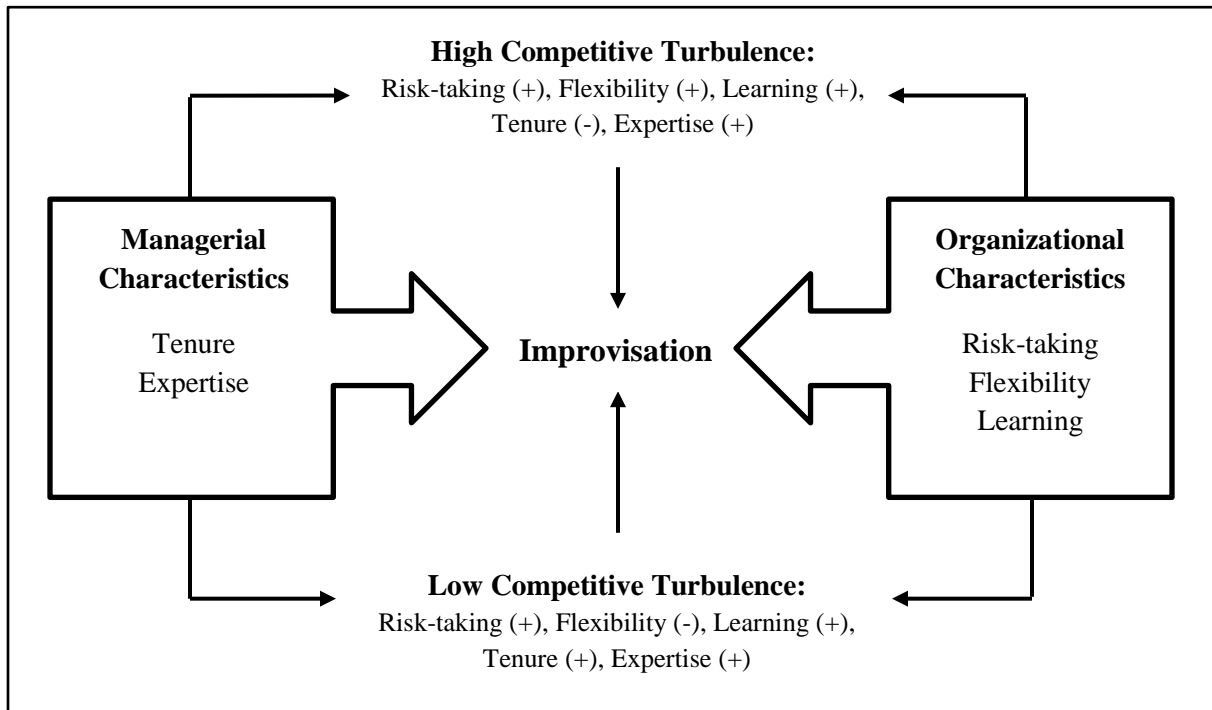 High Competitive Turbulence:
Risk-taking (+), Flexibility (+), Learning (+),
Tenure (-), Expertise (+)
Managerial
Characteristics
Tenure
Expertise
Improvisation
Organizational
Characteristics
Risk-taking
Flexibility
Learning
Low Competitive Turbulence:
Risk-taking (+), Flexibility (-), Learning (+),
Tenure (+), Expertise (+)